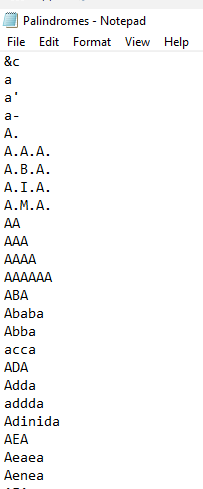 Palindromes - Notepad
File Edit Format View Help
&c
a
a'
a-
A.
A.A.A.
A.B.A.
A.I.A.
A.M.A.
AA
AAA
AAAA
AAAAAA
ABA
Ababa
Abba
acca
ADA
Adda
addda
Adinida
AEA
Aeaea
Aenea